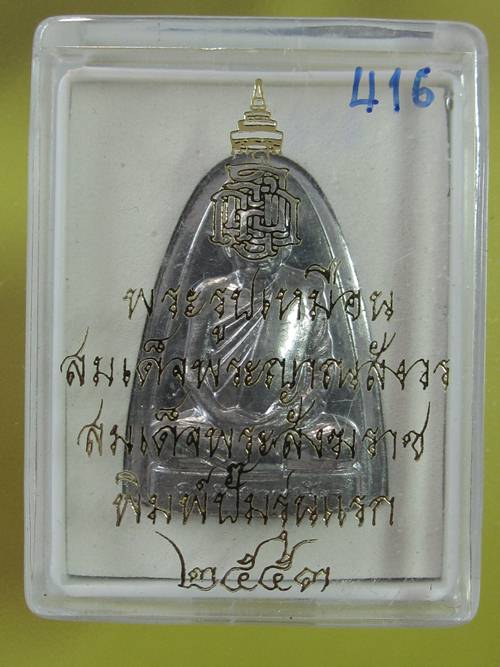 416
พระรูปเหมือน
สมเด็จพระญาณสังวร
สมเด็จพระสังฆราช
พิมพ์ปั๊มรุ่นแรก
๒๕๕๓